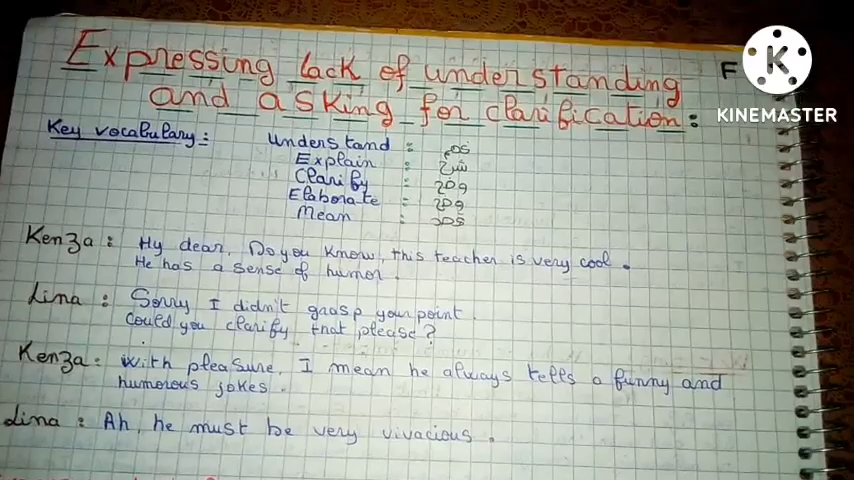 Expressing lack of understanding
and asking for clarification:
F
K
KINEMASTER
Key vocabulary: Understand : فهم
Explain : شرح
Clarify : وضح
Elaborate : وضح
Mean :
Kenza : Hy dear, Do you know, this teacher is very cool.
He has a sense of humor.
Lina : Sorry I didn't grasp your point.
Could you clarify that please?
Kenza: With pleasure, I mean he always tells a funny and
humorous jokes.
Lina : Ah, he must be very vivacious.